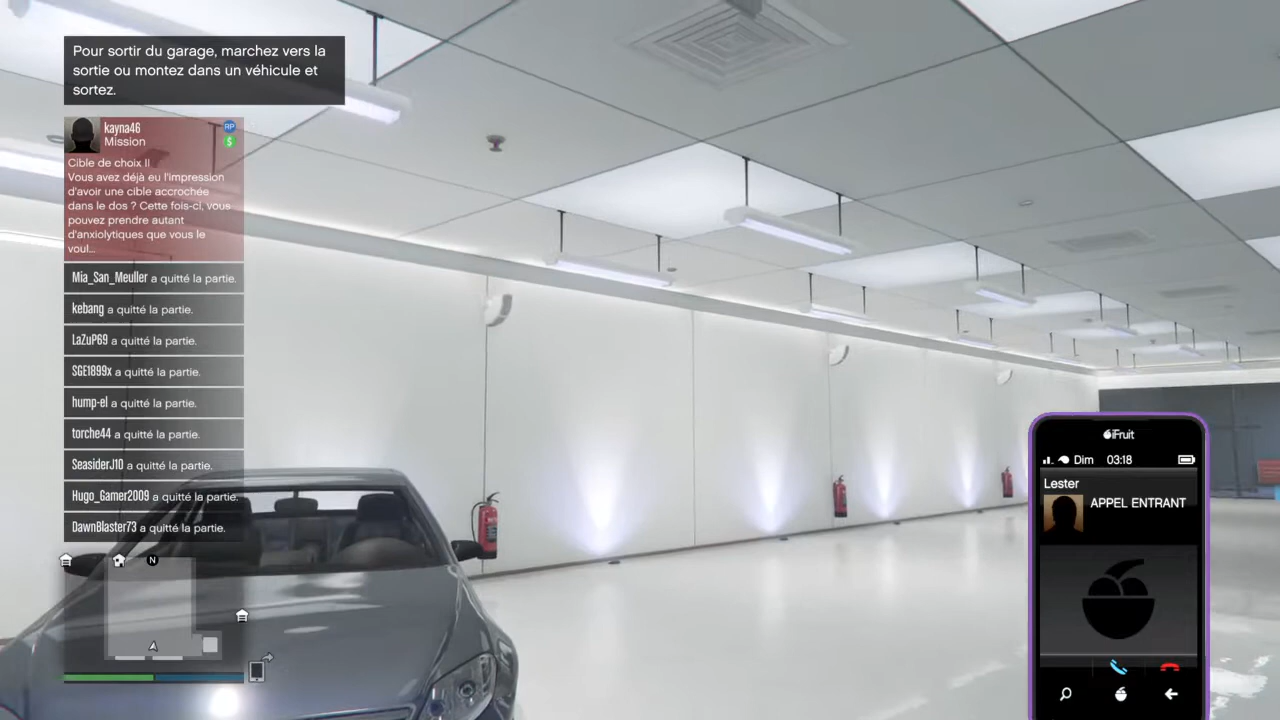 Pour sortir du garage, marchez vers la
sortie ou montez dans un véhicule et
sortez.
kayna46
RP
Mission
$
Cible de choix II
Vous avez déjà eu l'impression
d'avoir une cible accrochée
dans le dos ? Cette fois-ci, vous
pouvez prendre autant
d'anxiolytiques que vous le
voul...
Mia_San_Meuller a quitté la partie.
kebang a quitté la partie.
LaZuP69 a quitté la partie.
SGE1899x a quitté la partie.
hump-el a quitté la partie.
torche44 a quitté la partie.
SeasiderJ10 a quitté la partie.
Hugo_Gamer2009 a quitté la partie.
DawnBlaster73 a quitté la partie.
N
iFruit
Dim 03:18
Lester
APPEL ENTRANT